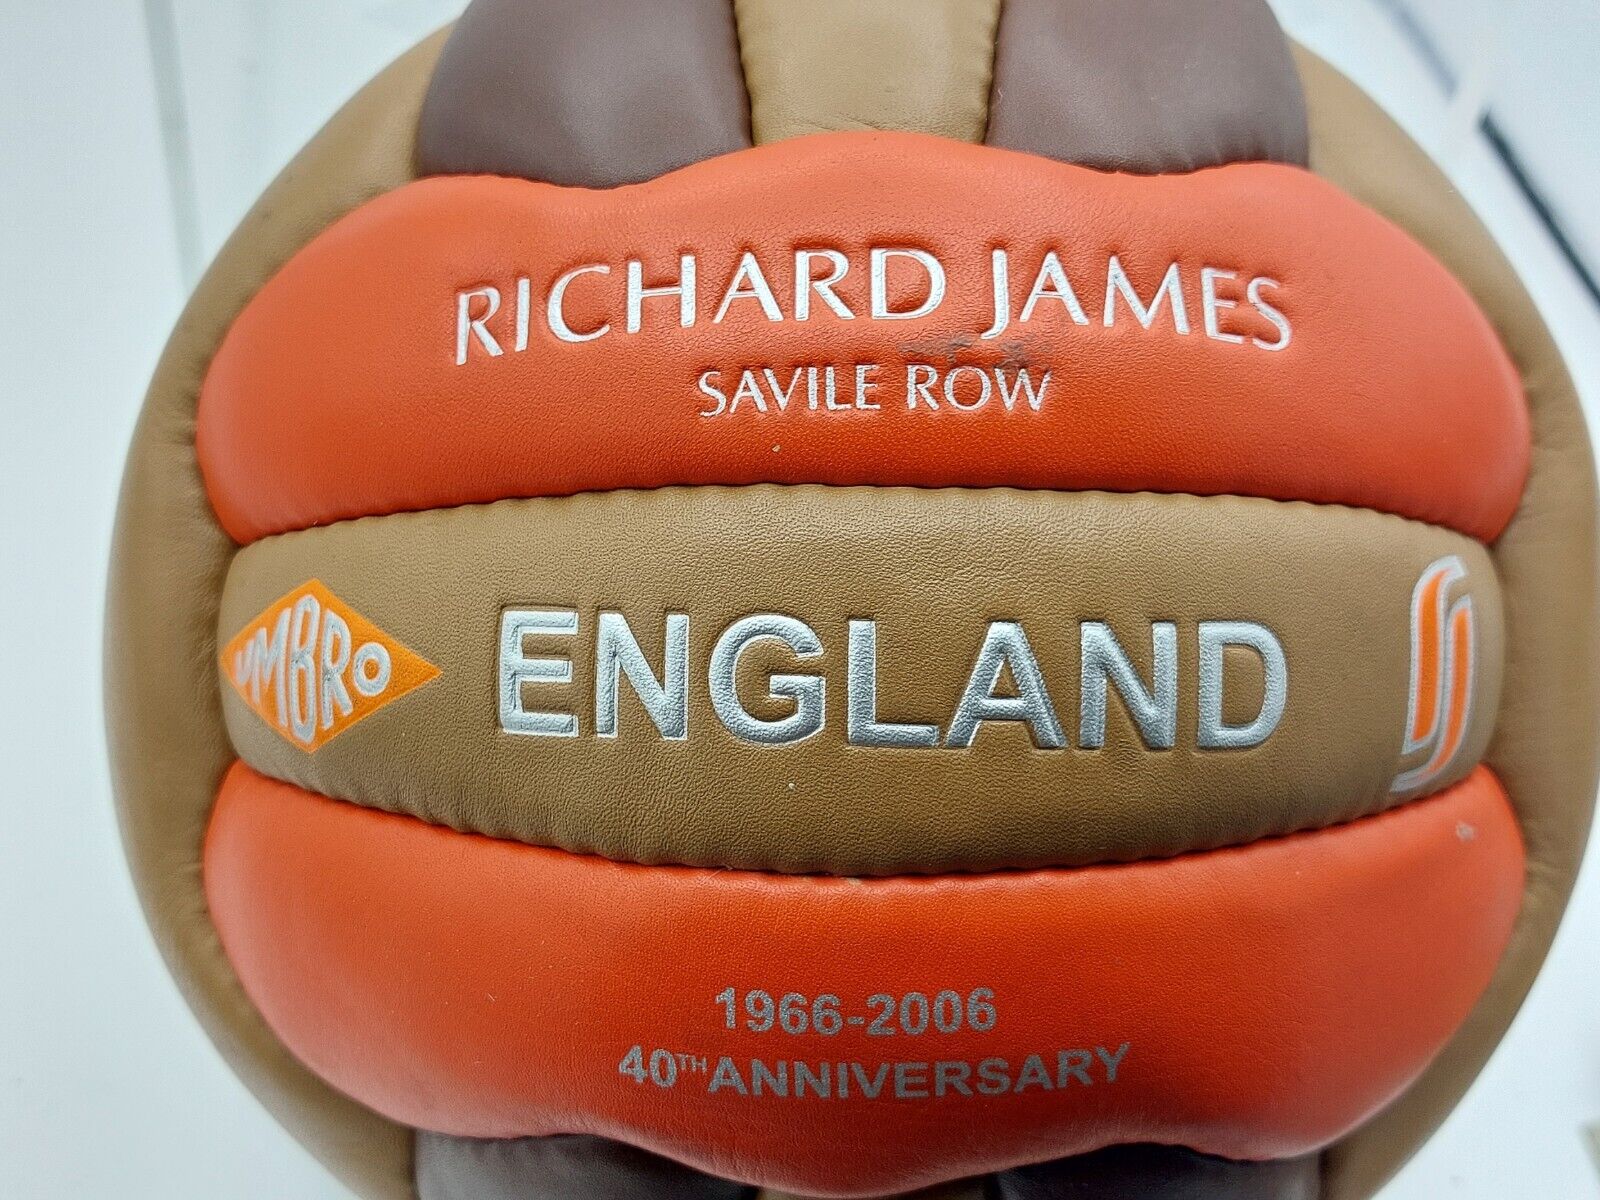 RICHARD JAMES
SAVILE ROW
UMBRO
ENGLAND
1966-2006
40TH ANNIVERSARY